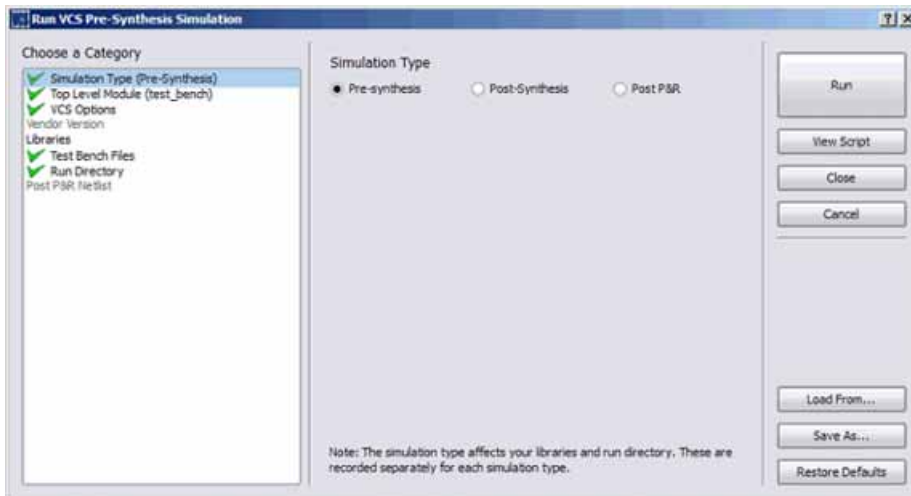 Run VCS Pre-Synthesis Simulation
Choose a Category
Simulation Type (Pre-Synthesis)
Top Level Module (test_bench)
VCS Options
Vendor Version
Libraries
Test Bench Files
Run Directory
Post P&R Netlist
Simulation Type
Pre-synthesis
Post-Synthesis
Post P&R
Note: The simulation type affects your libraries and run directory. These are
recorded separately for each simulation type.
Run
View Script
Close
Cancel
Load From...
Save As...
Restore Defaults